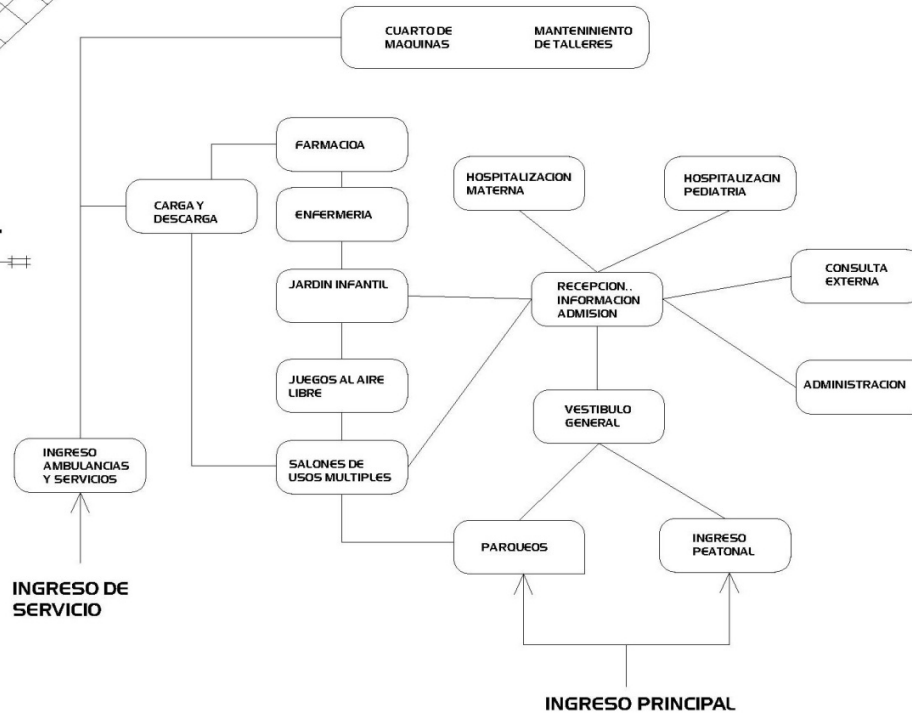 CUARTO DE
MAQUINAS
MANTENINIENTO
DE TALLERES
FARMACIOA
CARGA Y
DESCARGA
ENFERMERIA
HOSPITALIZACION
MATERNA
HOSPITALIZACIN
PEDIATRIA
JARDIN INFANTIL
RECEPCION..
INFORMACION
ADMISION
CONSULTA
EXTERNA
JUEGOS AL AIRE
LIBRE
ADMINISTRACION
VESTIBULO
GENERAL
INGRESO
AMBULANCIAS
Y SERVICIOS
SALONES DE
USOS MULTIPLES
PARQUEOS
INGRESO
PEATONAL
INGRESO DE
SERVICIO
INGRESO PRINCIPAL